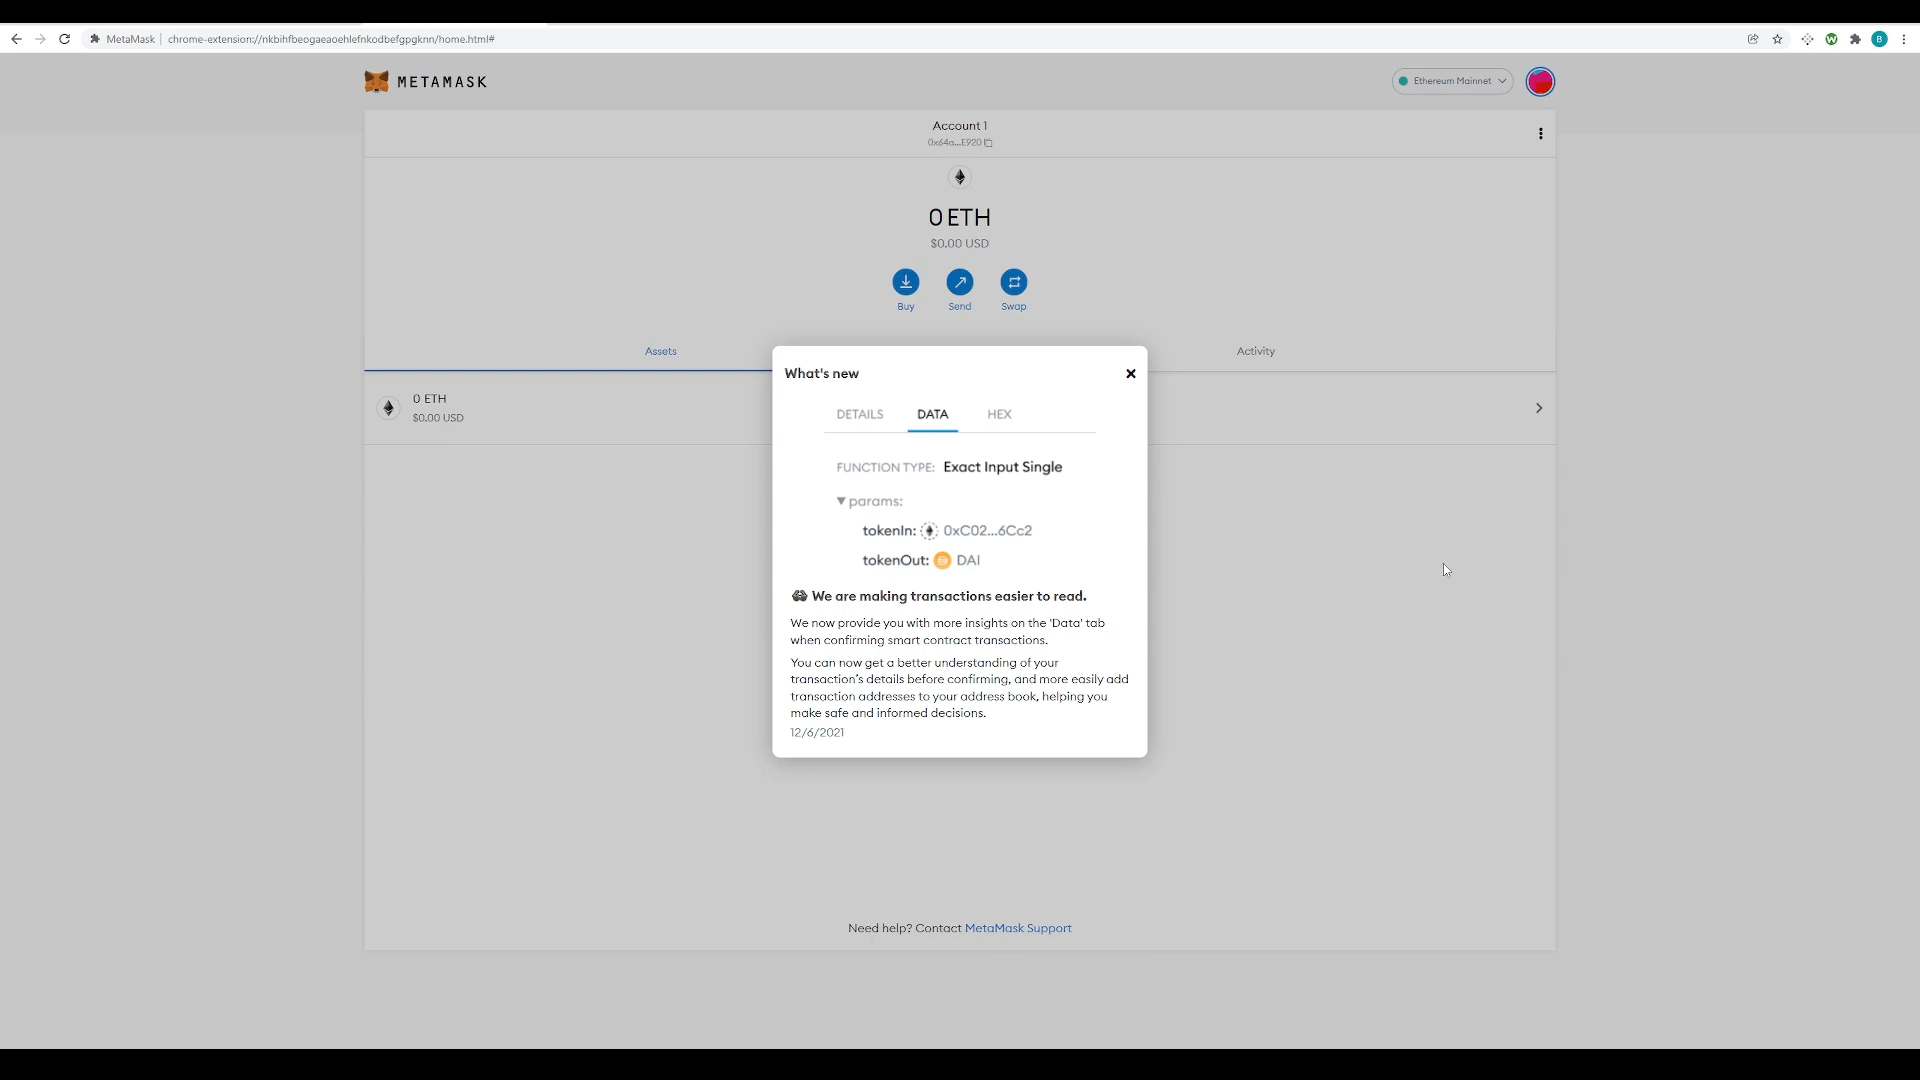 MetaMask | chrome-extension://nkbihfbeogaeaoehlefnkodbefgpgknn/home.html#
W
B
METAMASK
Ethereum Mainnet
Account 1
0x64a...E920
0 ETH
$0.00 USD
Buy
Send
Swap
Assets
Activity
0 ETH
$0.00 USD
What's new
DETAILS
DATA
HEX
FUNCTION TYPE: Exact Input Single
params:
tokenIn: 0xC02...6Cc2
tokenOut: DAI
We are making transactions easier to read.
We now provide you with more insights on the 'Data' tab
when confirming smart contract transactions.
You can now get a better understanding of your
transaction's details before confirming, and more easily add
transaction addresses to your address book, helping you
make safe and informed decisions.
12/6/2021
Need help? Contact MetaMask Support